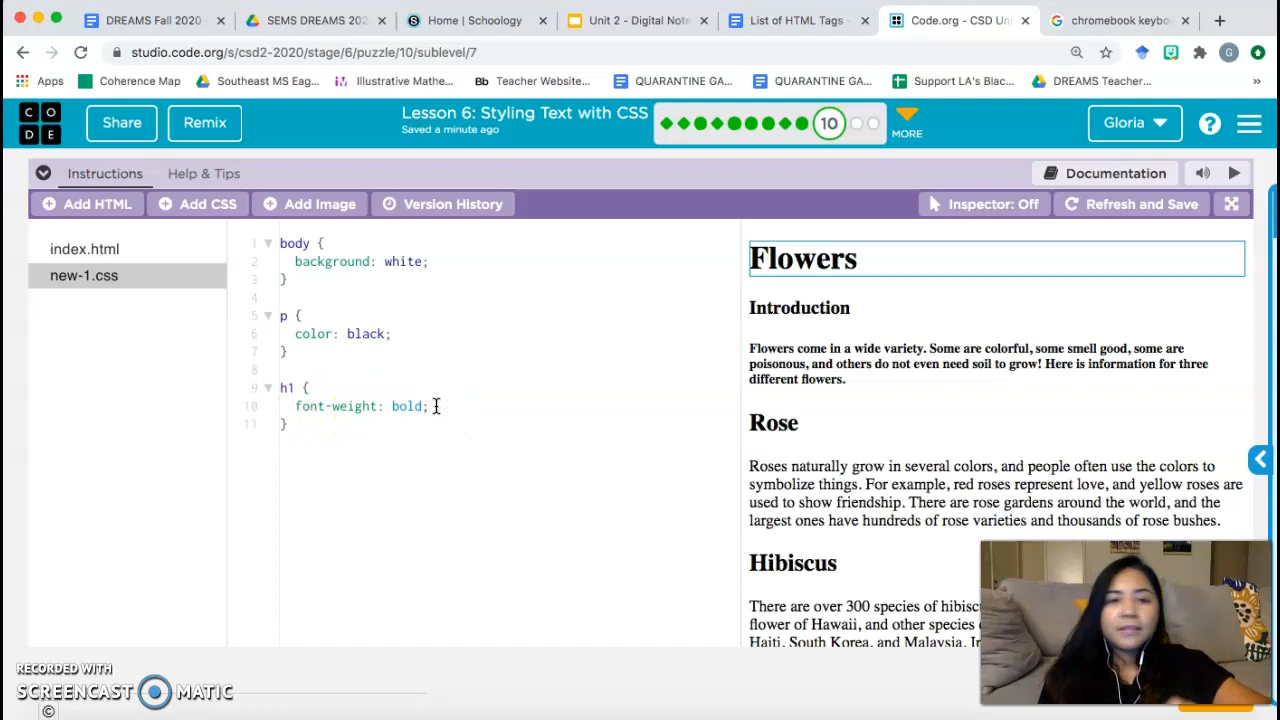 DREAMS Fall 2020
SEMS DREAMS 202
Home | Schoology
Unit 2 - Digital Note
List of HTML Tags -
Code.org - CSD Uni
chromebook keybo
studio.code.org/s/csd2-2020/stage/6/puzzle/10/sublevel/7
G
Apps
Coherence Map
Southeast MS Eag...
Illustrative Mathe...
Bb Teacher Website...
QUARANTINE GA...
QUARANTINE GA...
Support LA's Blac...
DREAMS Teacher...
»
C O
D E
Share
Remix
Lesson 6: Styling Text with CSS
Saved a minute ago
10
MORE
Gloria
?
Instructions
Help & Tips
Documentation
Add HTML
Add CSS
Add Image
Version History
Inspector: Off
Refresh and Save
index.html
new-1.css
1 body {
2 background: white;
3 }
4
5 p {
6 color: black;
7 }
8
9 h1 {
10 font-weight: bold;
11 }
Flowers
Introduction
Flowers come in a wide variety. Some are colorful, some smell good, some are
poisonous, and others do not even need soil to grow! Here is information for three
different flowers.
Rose
Roses naturally grow in several colors, and people often use the colors to
symbolize things. For example, red roses represent love, and yellow roses are
used to show friendship. There are rose gardens around the world, and the
largest ones have hundreds of rose varieties and thousands of rose bushes.
Hibiscus
There are over 300 species of hibisc
flower of Hawaii, and other species
Haiti, South Korea, and Malaysia. In
RECORDED WITH
SCREENCAST MATIC
©